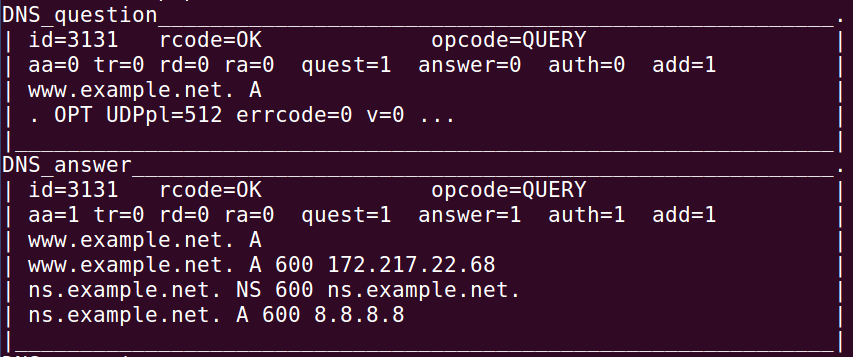 DNS_question____________________________________________________.
| id=3131   rcode=OK             opcode=QUERY                   |
| aa=0 tr=0 rd=0 ra=0  quest=1  answer=0  auth=0  add=1         |
| www.example.net. A                                            |
| . OPT UDPpl=512 errcode=0 v=0 ...                             |
|_______________________________________________________________|
DNS_answer______________________________________________________.
| id=3131   rcode=OK             opcode=QUERY                   |
| aa=1 tr=0 rd=0 ra=0  quest=1  answer=1  auth=1  add=1         |
| www.example.net. A                                            |
| www.example.net. A 600 172.217.22.68                          |
| ns.example.net. NS 600 ns.example.net.                        |
| ns.example.net. A 600 8.8.8.8                                 |
|_______________________________________________________________|